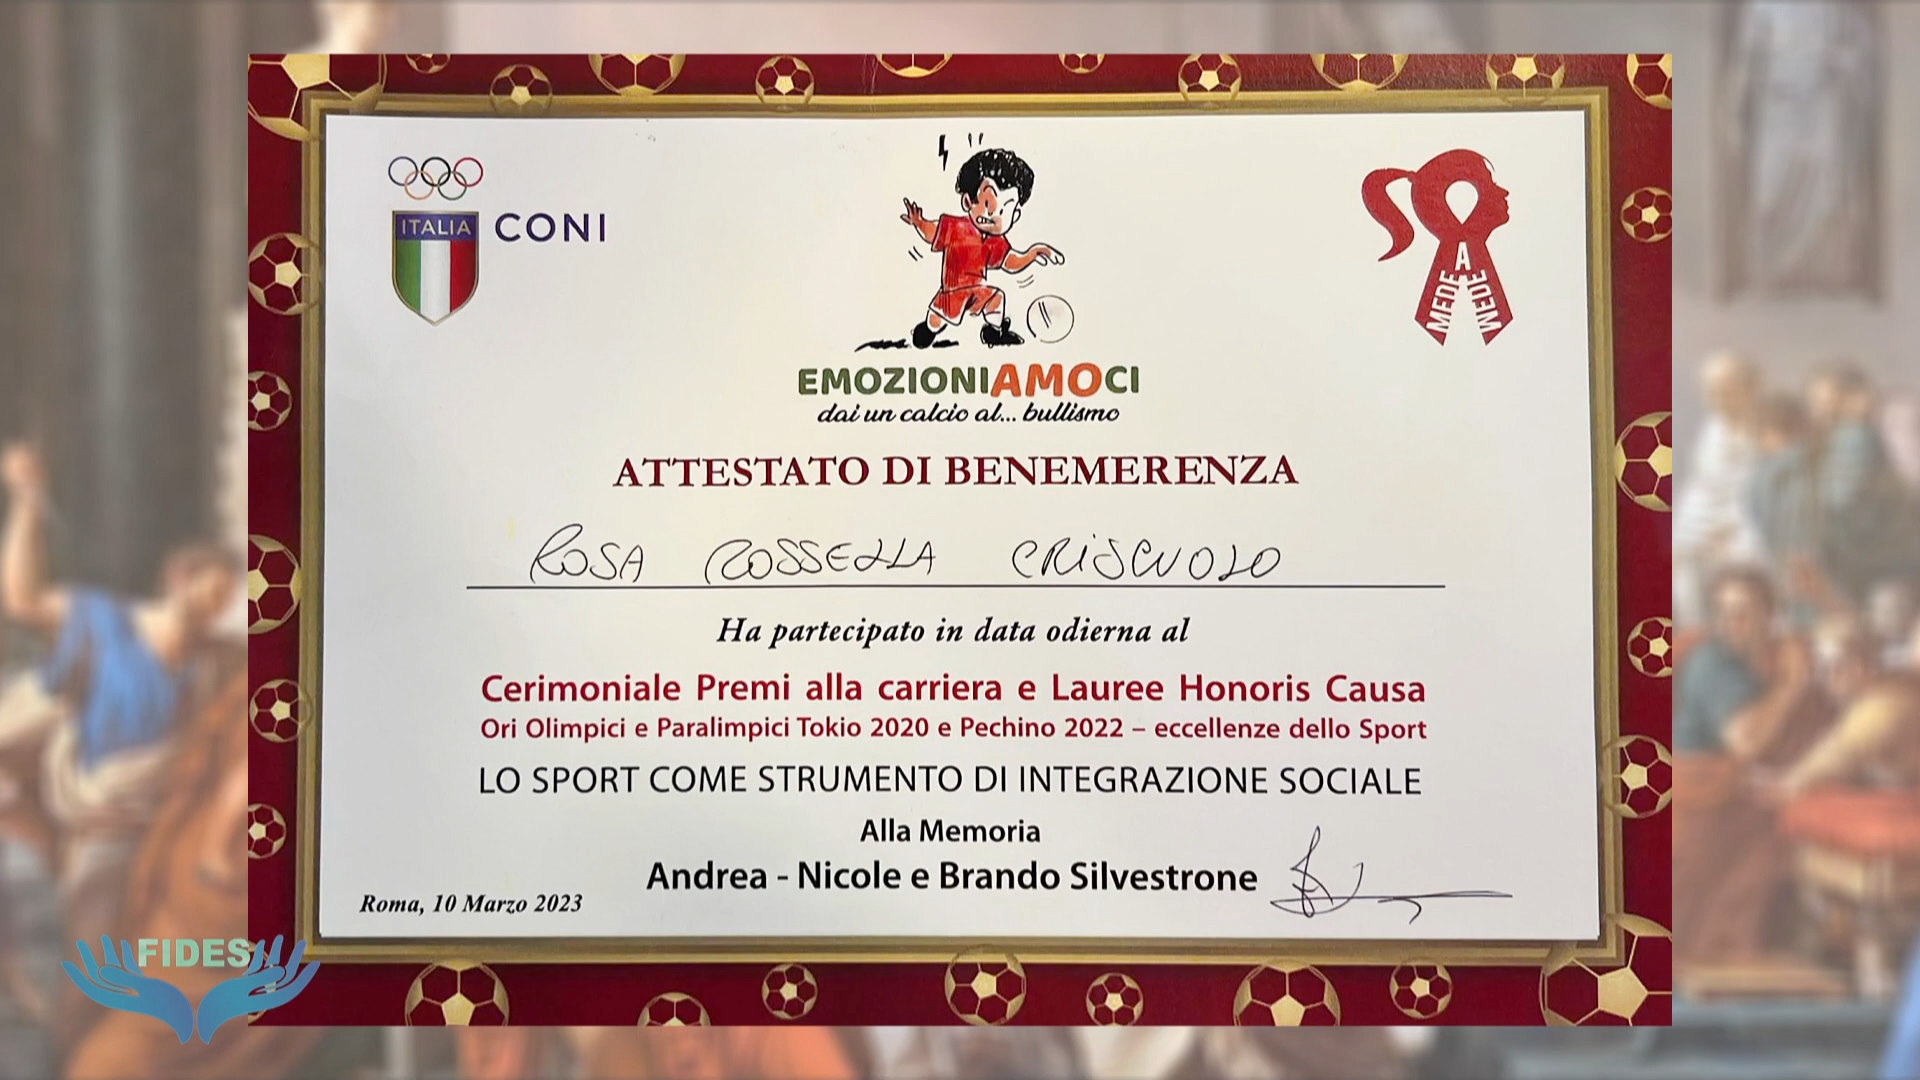 ITALIA
CONI
MEDEA
MEDEA
EMOZIONIAMOCI
dai un calcio al... bullismo
ATTESTATO DI BENEMERENZA
ROSA ROSSELLA CRISCUOLO
Ha partecipato in data odierna al
Cerimoniale Premi alla carriera e Lauree Honoris Causa
Ori Olimpici e Paralimpici Tokio 2020 e Pechino 2022 – eccellenze dello Sport
LO SPORT COME STRUMENTO DI INTEGRAZIONE SOCIALE
Alla Memoria
Andrea - Nicole e Brando Silvestrone
Roma, 10 Marzo 2023
FIDES